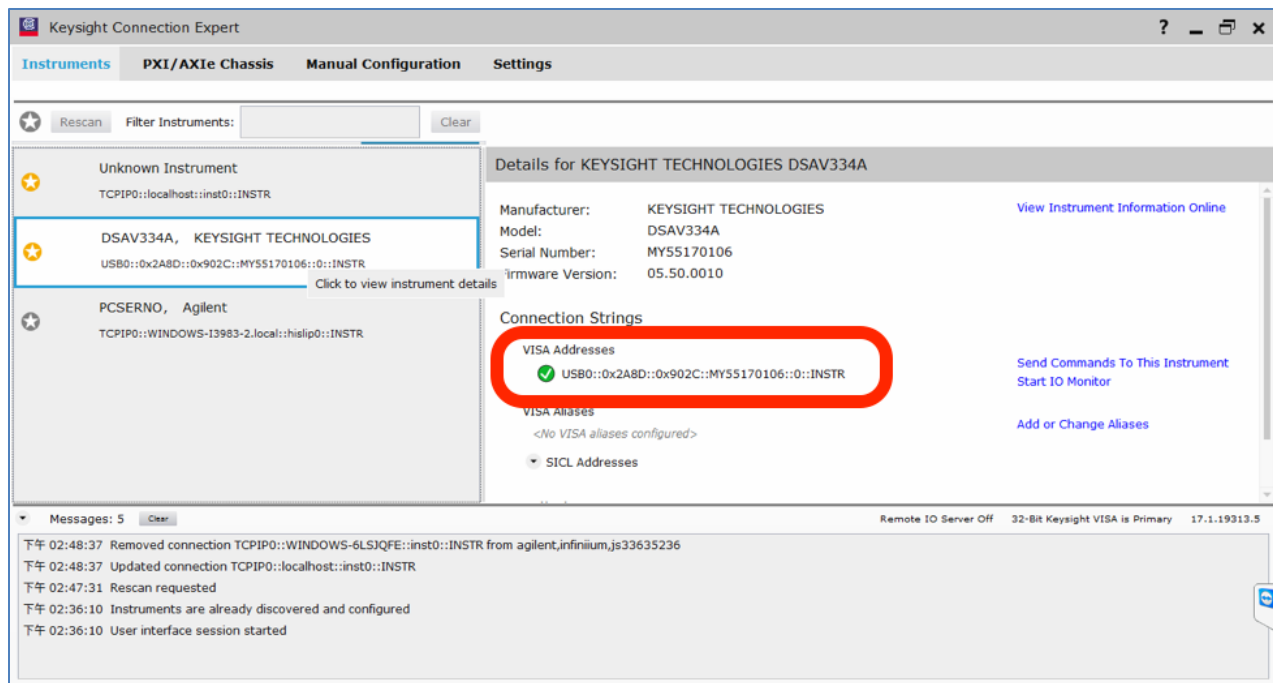 Keysight Connection Expert
Instruments PXI/AXIe Chassis Manual Configuration Settings
Rescan Filter Instruments: Clear
Unknown Instrument
TCPIP0::localhost::inst0::INSTR
DSAV334A, KEYSIGHT TECHNOLOGIES
USB0::0x2A8D::0x902C::MY55170106::0::INSTR
Click to view instrument details
PCSERNO, Agilent
TCPIP0::WINDOWS-I3983-2.local::hislip0::INSTR
Details for KEYSIGHT TECHNOLOGIES DSAV334A
Manufacturer: KEYSIGHT TECHNOLOGIES
View Instrument Information Online
Model: DSAV334A
Serial Number: MY55170106
Firmware Version: 05.50.0010
Connection Strings
VISA Addresses
USB0::0x2A8D::0x902C::MY55170106::0::INSTR
Send Commands To This Instrument
Start IO Monitor
VISA Aliases
<No VISA aliases configured>
Add or Change Aliases
SICL Addresses
Messages: 5 Clear
Remote IO Server Off 32-Bit Keysight VISA is Primary 17.1.19313.5
下午 02:48:37 Removed connection TCPIP0::WINDOWS-6LSJQFE::inst0::INSTR from agilent,infiniium,js33635236
下午 02:48:37 Updated connection TCPIP0::localhost::inst0::INSTR
下午 02:47:31 Rescan requested
下午 02:36:10 Instruments are already discovered and configured
下午 02:36:10 User interface session started